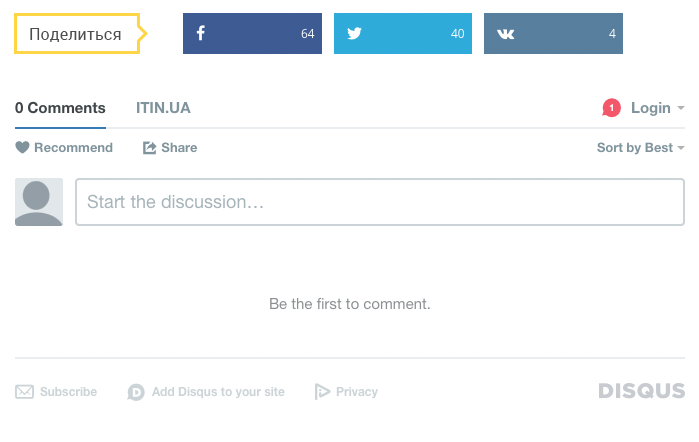 Поделиться
64
40
4
0 Comments ITIN.UA 1 Login
Recommend Share Sort by Best
Start the discussion…
Be the first to comment.
Subscribe Add Disqus to your site Privacy DISQUS